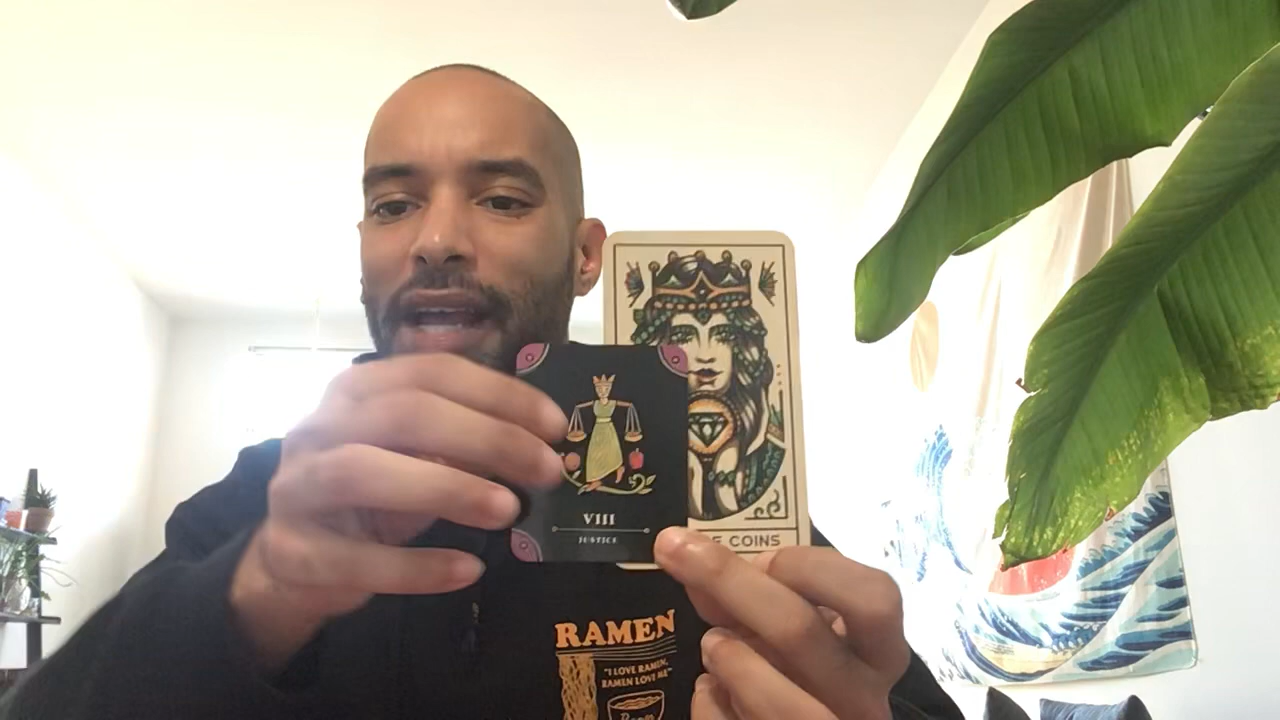 VIII
JUSTICE
COINS
RAMEN
"I LOVE RAMEN,
RAMEN LOVE ME"